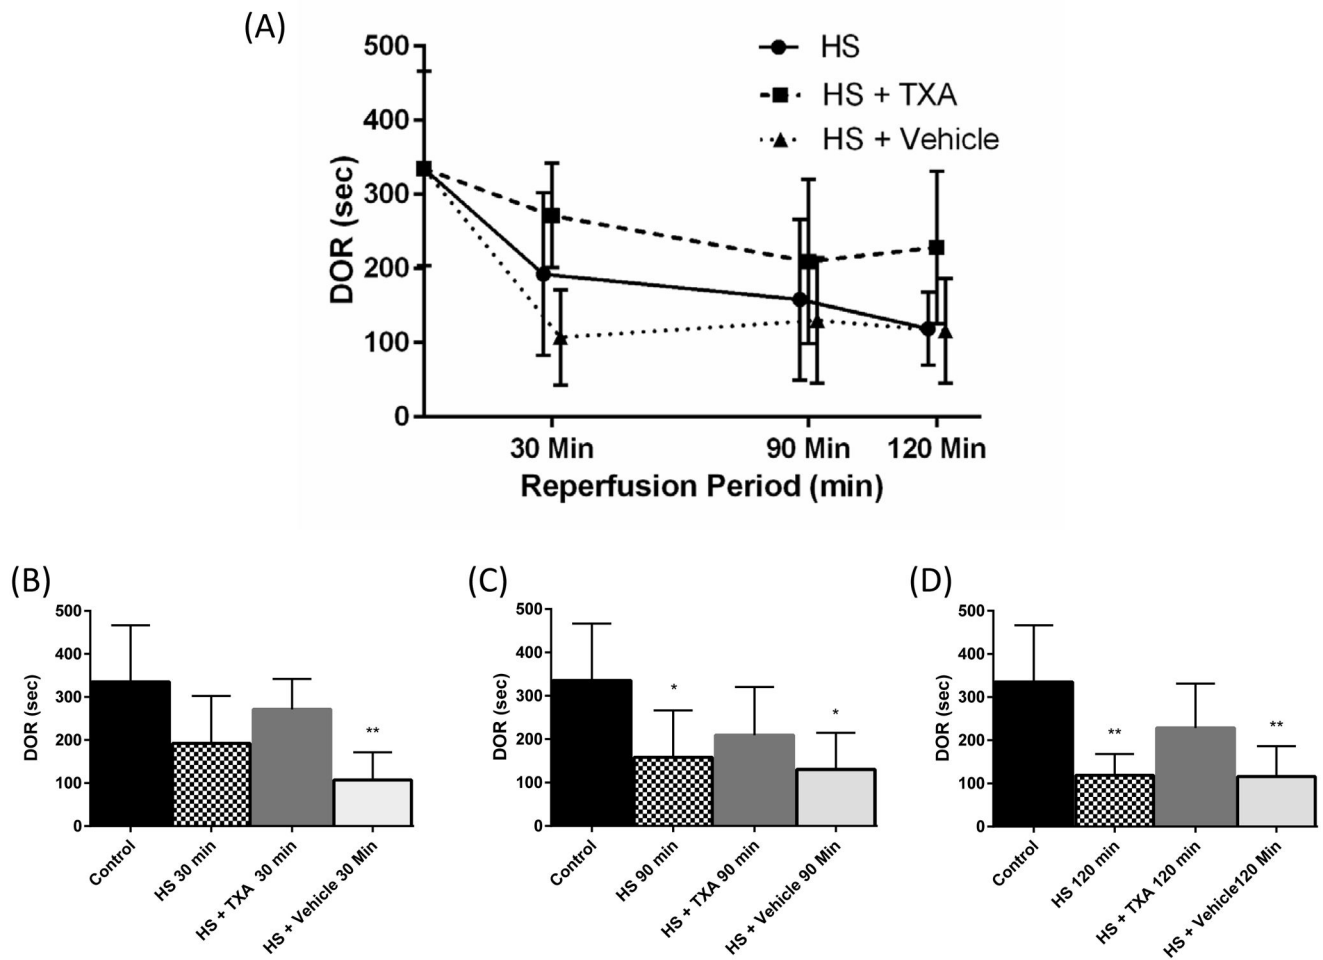 (A)
500
400
300
200
100
0
DOR (sec)
HS
HS + TXA
HS + Vehicle
30 Min
90 Min
120 Min
Reperfusion Period (min)
(B)
500
400
300
200
100
0
DOR (sec)
**
Control
HS 30 min
HS + TXA 30 min
HS + Vehicle 30 Min
(C)
500
400
300
200
100
0
DOR (sec)
*
*
Control
HS 90 min
HS + TXA 90 min
HS + Vehicle 90 Min
(D)
500
400
300
200
100
0
DOR (sec)
**
**
Control
HS 120 min
HS + TXA 120 min
HS + Vehicle120 Min